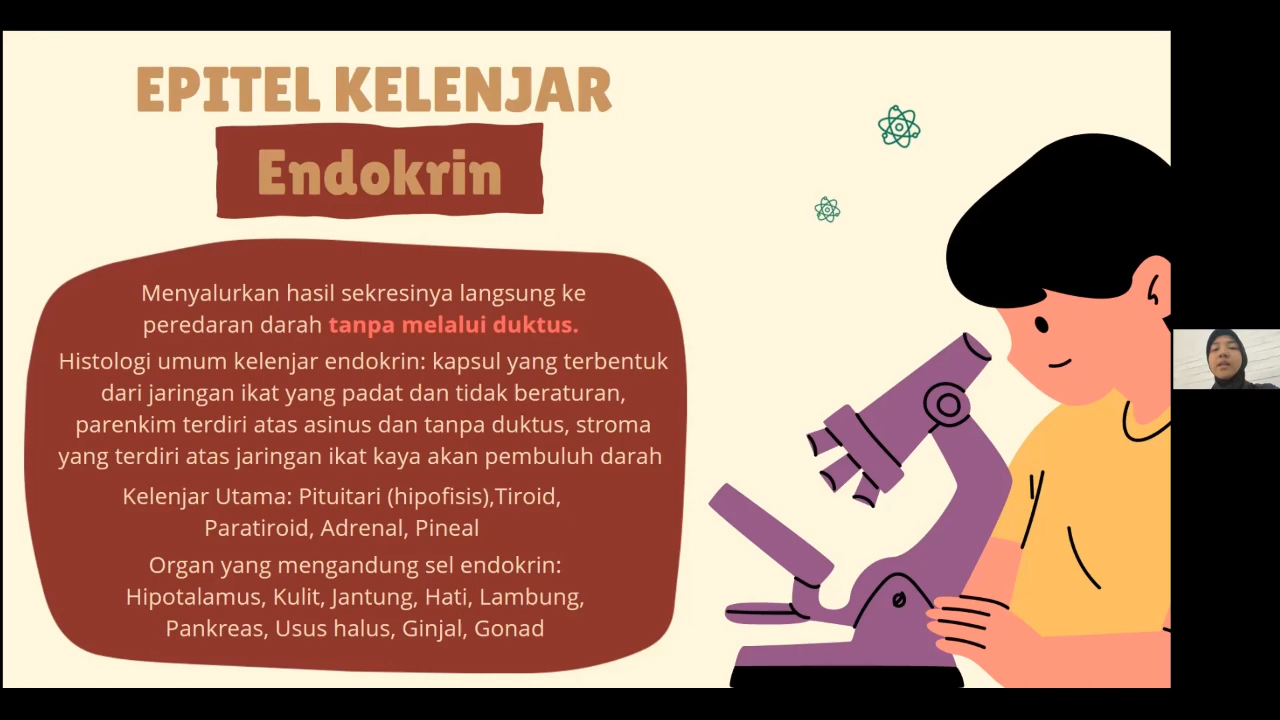 EPITEL KELENJAR
Endokrin
Menyalurkan hasil sekresinya langsung ke
peredaran darah tanpa melalui duktus.
Histologi umum kelenjar endokrin: kapsul yang terbentuk
dari jaringan ikat yang padat dan tidak beraturan,
parenkim terdiri atas asinus dan tanpa duktus, stroma
yang terdiri atas jaringan ikat kaya akan pembuluh darah
Kelenjar Utama: Pituitari (hipofisis),Tiroid,
Paratiroid, Adrenal, Pineal
Organ yang mengandung sel endokrin:
Hipotalamus, Kulit, Jantung, Hati, Lambung,
Pankreas, Usus halus, Ginjal, Gonad